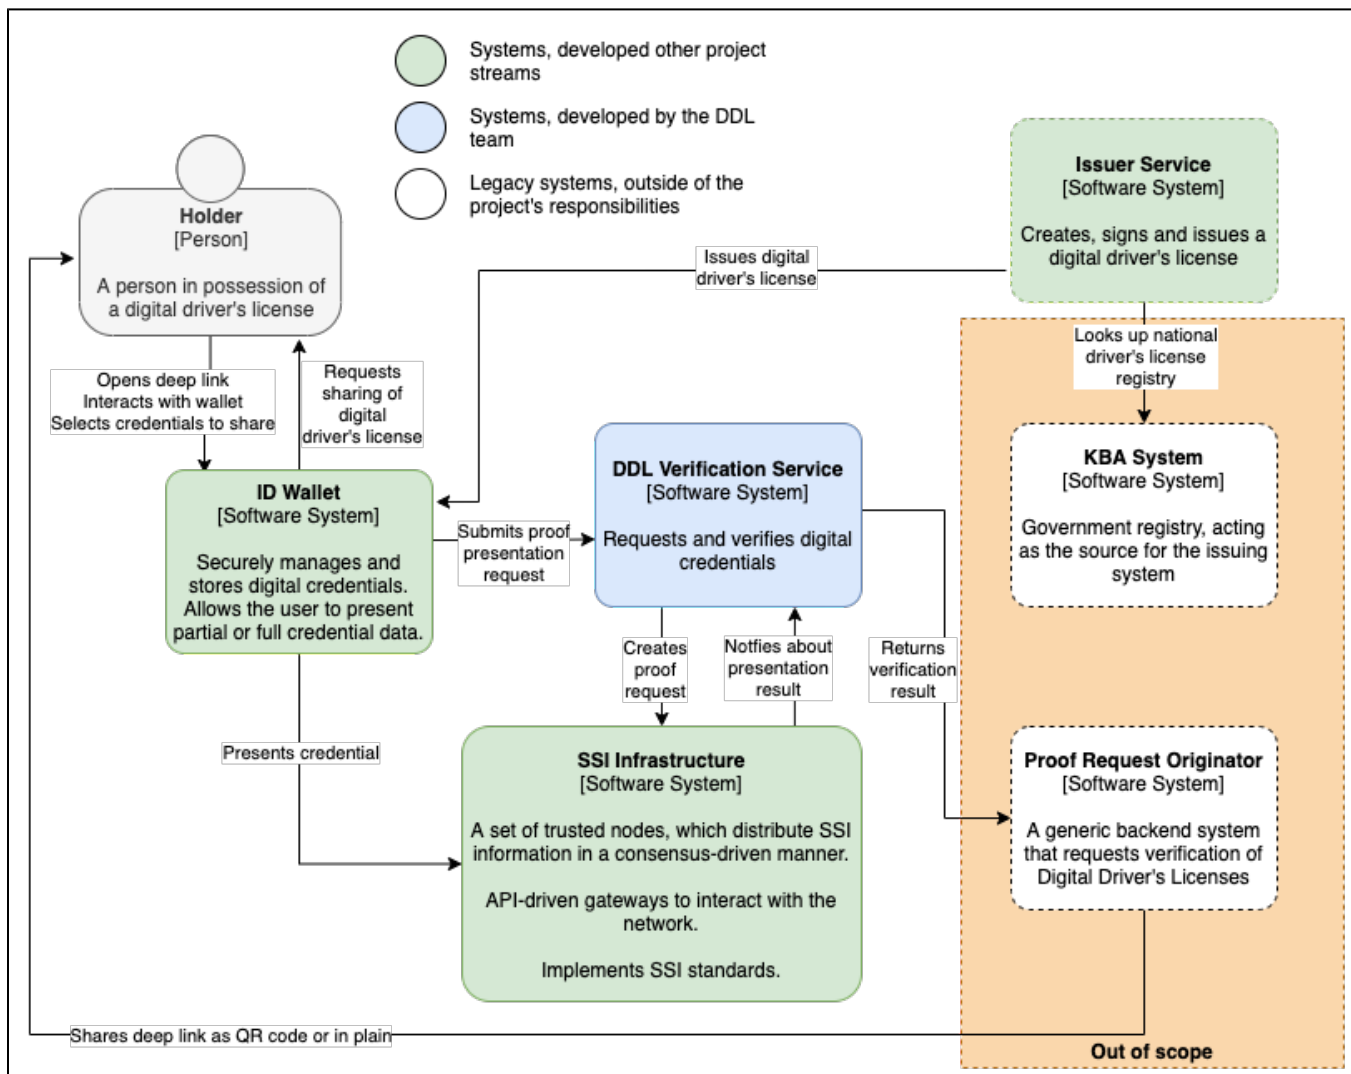 Systems, developed other project
streams
Systems, developed by the DDL
team
Legacy systems, outside of the
project's responsibilities
Holder
[Person]
A person in possession of
a digital driver's license
Issuer Service
[Software System]
Creates, signs and issues a
digital driver's license
Issues digital
driver's license
Looks up national
driver's license
registry
Opens deep link
Interacts with wallet
Selects credentials to share
Requests
sharing of
digital
driver's license
ID Wallet
[Software System]
Securely manages and
stores digital credentials.
Allows the user to present
partial or full credential data.
Submits proof
presentation
request
DDL Verification Service
[Software System]
Requests and verifies digital
credentials
KBA System
[Software System]
Government registry, acting
as the source for the issuing
system
Creates
proof
request
Notfies about
presentation
result
Returns
verification
result
Presents credential
SSI Infrastructure
[Software System]
A set of trusted nodes, which distribute SSI
information in a consensus-driven manner.
API-driven gateways to interact with the
network.
Implements SSI standards.
Proof Request Originator
[Software System]
A generic backend system
that requests verification of
Digital Driver's Licenses
Shares deep link as QR code or in plain
Out of scope